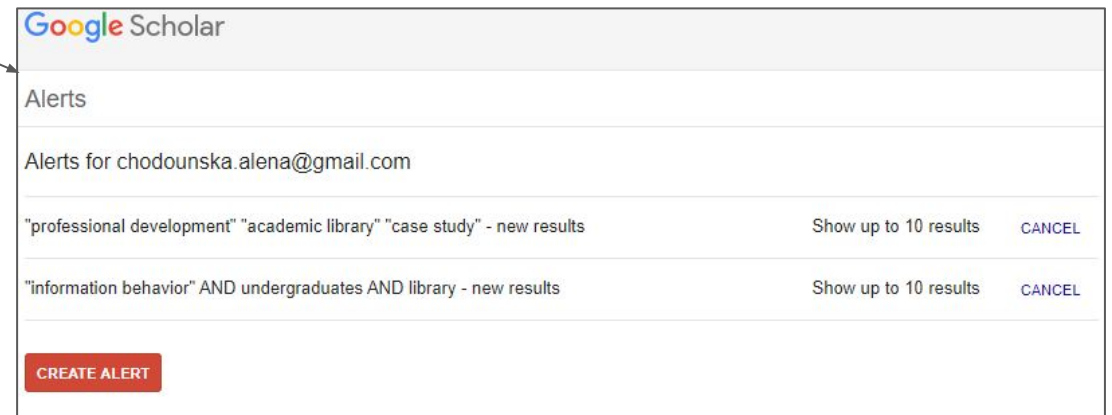 Google Scholar
Alerts
Alerts for chodounska.alena@gmail.com
"professional development" "academic library" "case study" - new results Show up to 10 results CANCEL
"information behavior" AND undergraduates AND library - new results Show up to 10 results CANCEL
CREATE ALERT